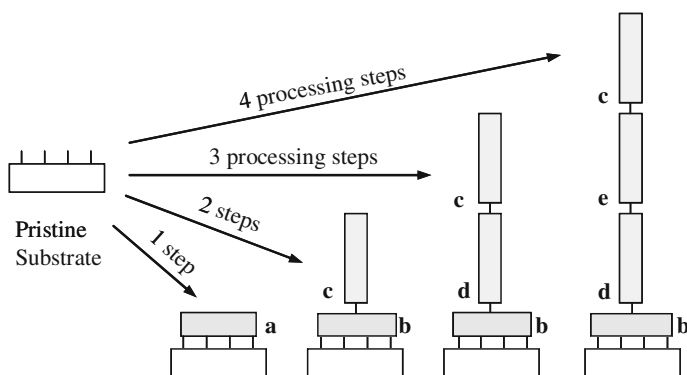 4 processing steps
c
3 processing steps
c
e
2 steps
Pristine
Substrate
1 step
c
d
d
a
b
b
b